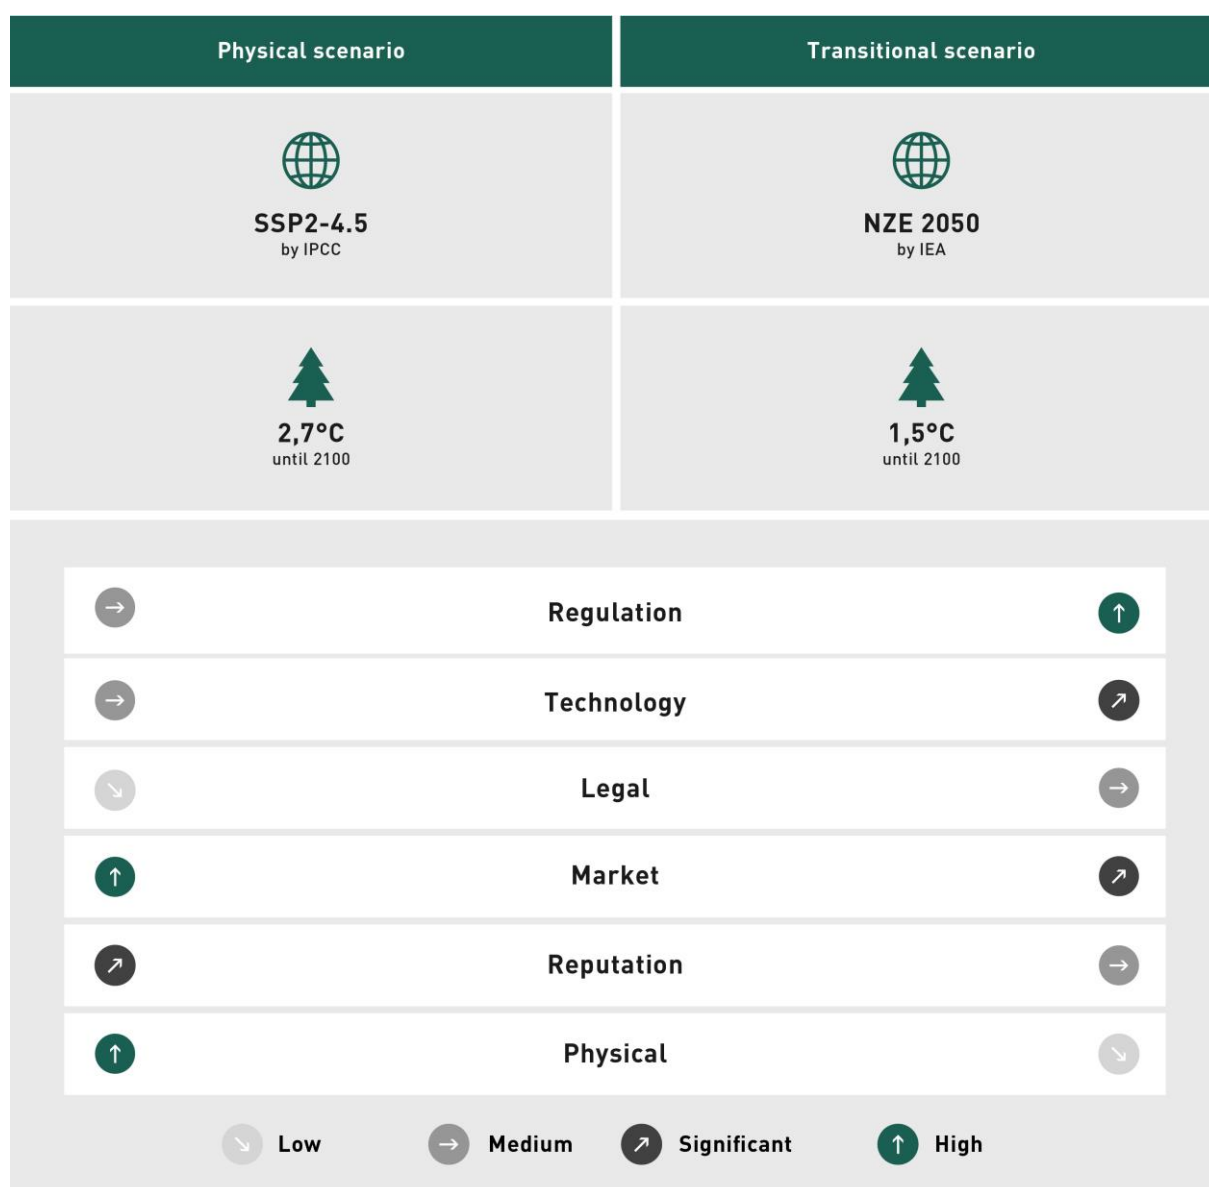 Physical scenario
Transitional scenario
SSP2-4.5
by IPCC
NZE 2050
by IEA
2,7°C
until 2100
1,5°C
until 2100
Regulation
Technology
Legal
Market
Reputation
Physical
Low
Medium
Significant
High